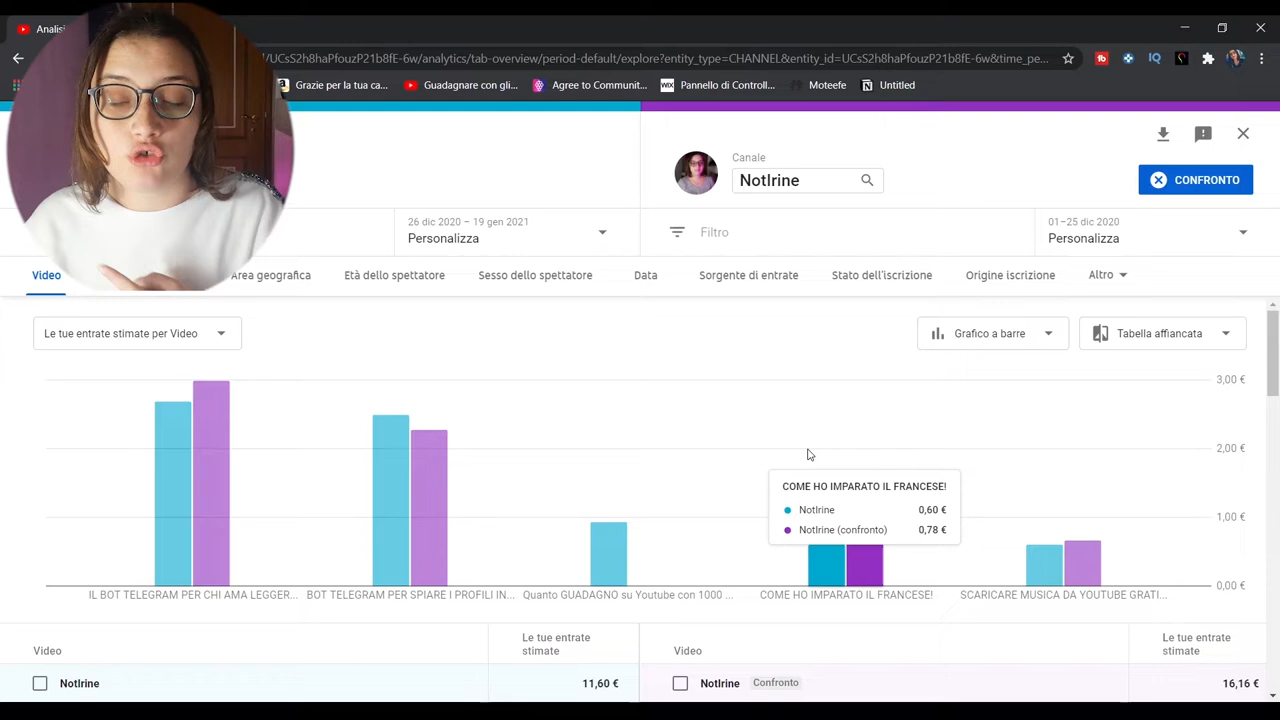 Analisi
/UCsS2h8haPfouzP21b8fE-6w/analytics/tab-overview/period-default/explore?entity_type=CHANNEL&entity_id=UCsS2h8haPfouzP21b8fE-6w&time_pe...
Grazie per la tua ca...
Guadagnare con gli...
Agree to Communit...
WIX
Pannello di Controll...
Moteefe
Untitled
Canale
NotIrine
CONFRONTO
26 dic 2020 – 19 gen 2021
Personalizza
Filtro
01–25 dic 2020
Personalizza
Video
Area geografica
Età dello spettatore
Sesso dello spettatore
Data
Sorgente di entrate
Stato dell'iscrizione
Origine iscrizione
Altro
Le tue entrate stimate per Video
Grafico a barre
Tabella affiancata
3,00 €
2,00 €
1,00 €
0,00 €
COME HO IMPARATO IL FRANCESE!
NotIrine 0,60 €
NotIrine (confronto) 0,78 €
IL BOT TELEGRAM PER CHI AMA LEGGER...
BOT TELEGRAM PER SPIARE I PROFILI IN...
Quanto GUADAGNO su Youtube con 1000 ...
COME HO IMPARATO IL FRANCESE!
SCARICARE MUSICA DA YOUTUBE GRATI...
Video
Le tue entrate
stimate
Video
Le tue entrate
stimate
NotIrine 11,60 €
NotIrine Confronto 16,16 €